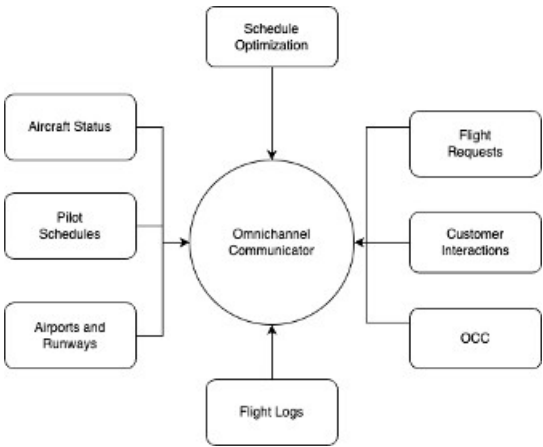 Schedule
Optimization
Aircraft Status
Flight
Requests
Pilot
Schedules
Omnichannel
Communicator
Customer
Interactions
Airports and
Runways
OCC
Flight Logs